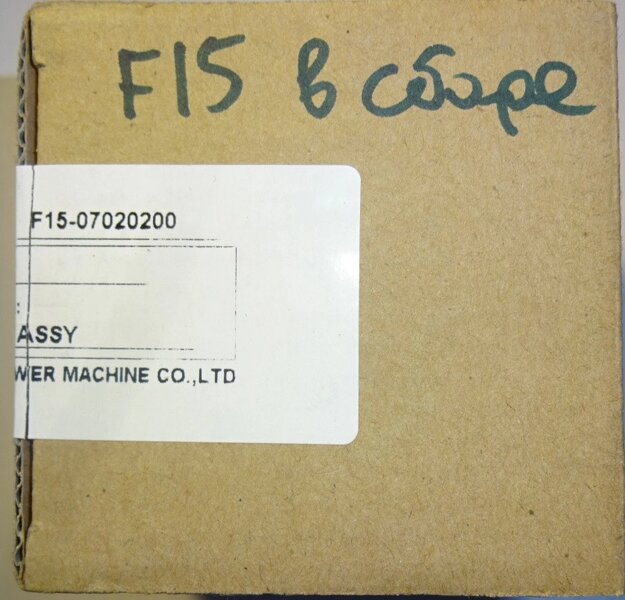 F15 в сборе
F15-07020200
:
ASSY
WER MACHINE CO.,LTD